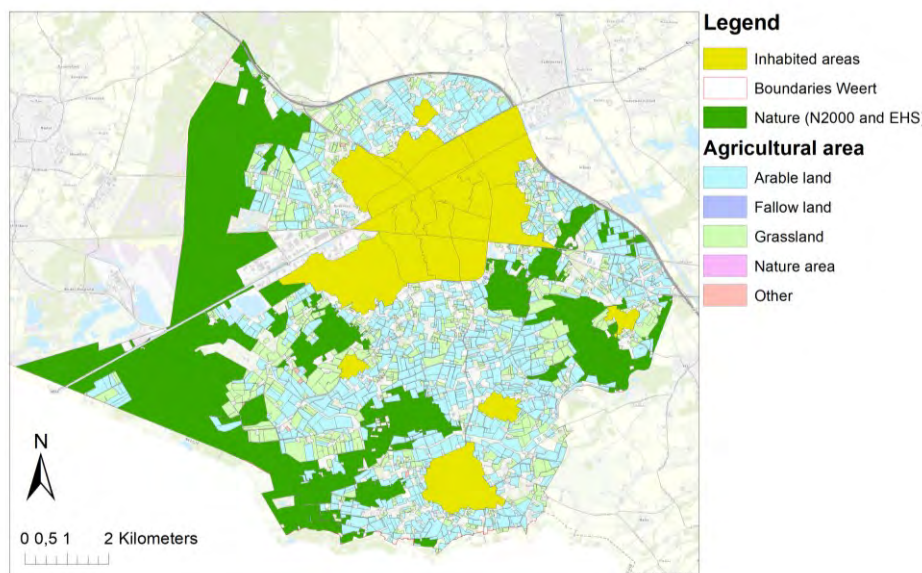 Legend
Inhabited areas
Boundaries Weert
Nature (N2000 and EHS
Agricultural area
Arable land
Fallow land
Grassland
Nature area
Other
N
0 0,5 1 2 Kilometers